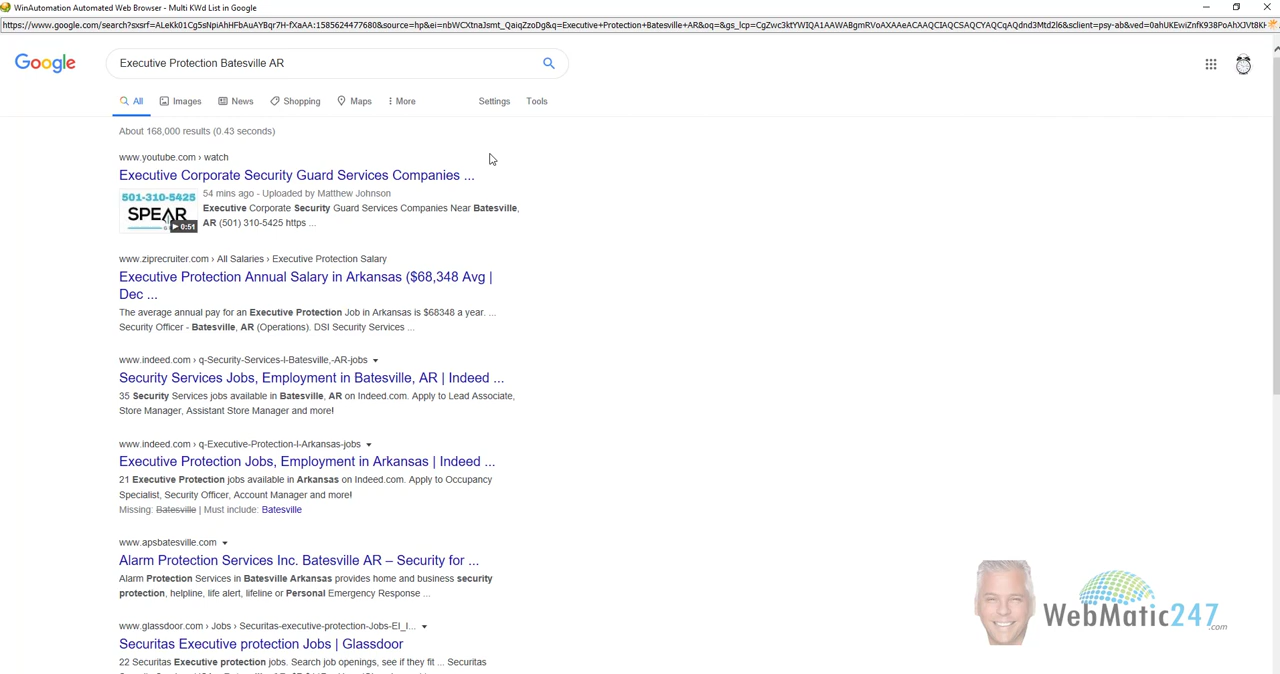 WinAutomation Automated Web Browser - Multi KWd List in Google
Google
Executive Protection Batesville AR
All Images News Shopping Maps More Settings Tools
About 168,000 results (0.43 seconds)
www.youtube.com › watch
Executive Corporate Security Guard Services Companies ...
501-310-5425
SPEAR
0:51
54 mins ago - Uploaded by Matthew Johnson
Executive Corporate Security Guard Services Companies Near Batesville,
AR (501) 310-5425 https ...
www.ziprecruiter.com › All Salaries › Executive Protection Salary
Executive Protection Annual Salary in Arkansas ($68,348 Avg |
Dec ...
The average annual pay for an Executive Protection Job in Arkansas is $68348 a year. ...
Security Officer - Batesville, AR (Operations). DSI Security Services ...
www.indeed.com › q-Security-Services-l-Batesville,-AR-jobs
Security Services Jobs, Employment in Batesville, AR | Indeed ...
35 Security Services jobs available in Batesville, AR on Indeed.com. Apply to Lead Associate,
Store Manager, Assistant Store Manager and more!
www.indeed.com › q-Executive-Protection-l-Arkansas-jobs
Executive Protection Jobs, Employment in Arkansas | Indeed ...
21 Executive Protection jobs available in Arkansas on Indeed.com. Apply to Occupancy
Specialist, Security Officer, Account Manager and more!
Missing: Batesville | Must include: Batesville
www.apsbatesville.com
Alarm Protection Services Inc. Batesville AR – Security for ...
Alarm Protection Services in Batesville Arkansas provides home and business security
protection, helpline, life alert, lifeline or Personal Emergency Response ...
www.glassdoor.com › Jobs › Securitas-executive-protection-Jobs-EI_I...
Securitas Executive protection Jobs | Glassdoor
22 Securitas Executive protection jobs. Search job openings, see if they fit ... Securitas
WebMatic247.com